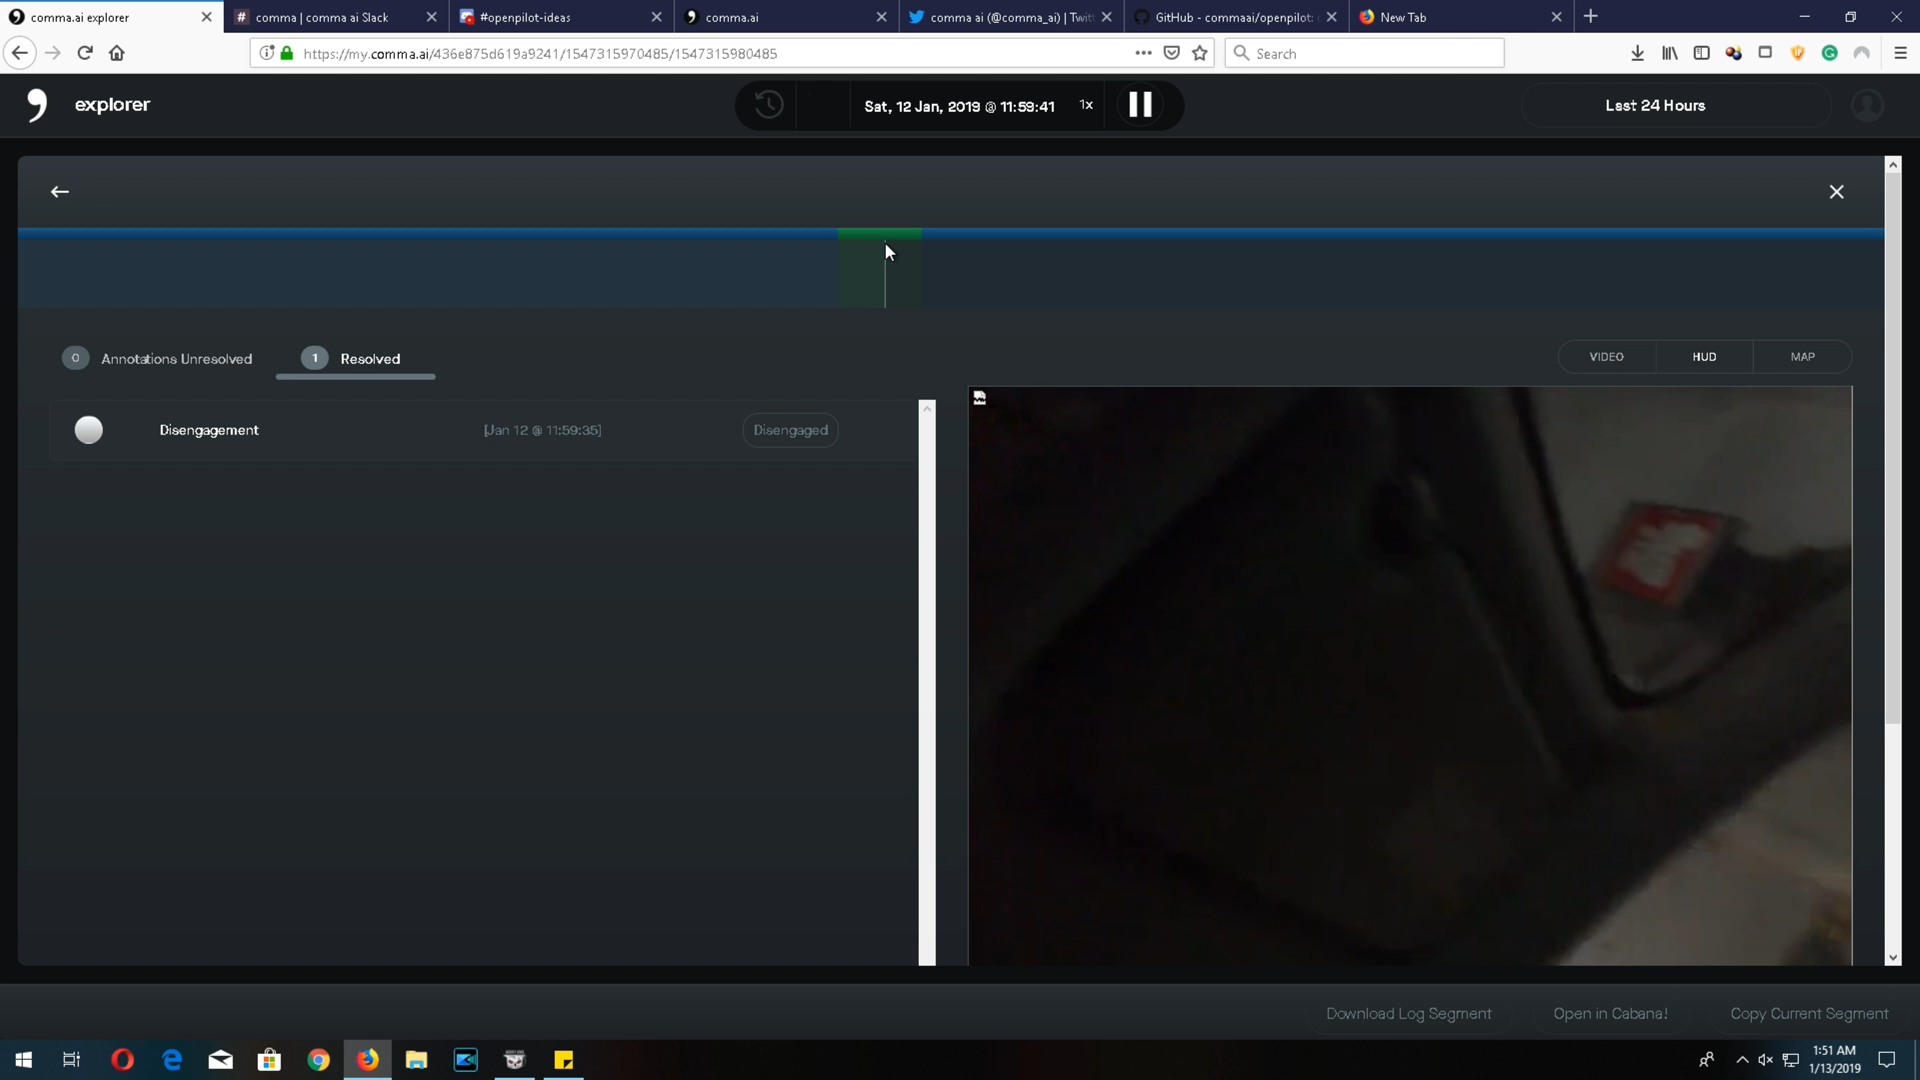 comma.ai explorer
comma | comma ai Slack
#openpilot-ideas
comma.ai
comma ai (@comma_ai) | Twit
GitHub - commaai/openpilot:
New Tab
https://my.comma.ai/436e875d619a9241/1547315970485/1547315980485
Search
explorer
Sat, 12 Jan, 2019 @ 11:59:41
1x
Last 24 Hours
0 Annotations Unresolved
1 Resolved
VIDEO
HUD
MAP
Disengagement
[Jan 12 @ 11:59:35]
Disengaged
Download Log Segment
Open in Cabana!
Copy Current Segment
1:51 AM
1/13/2019